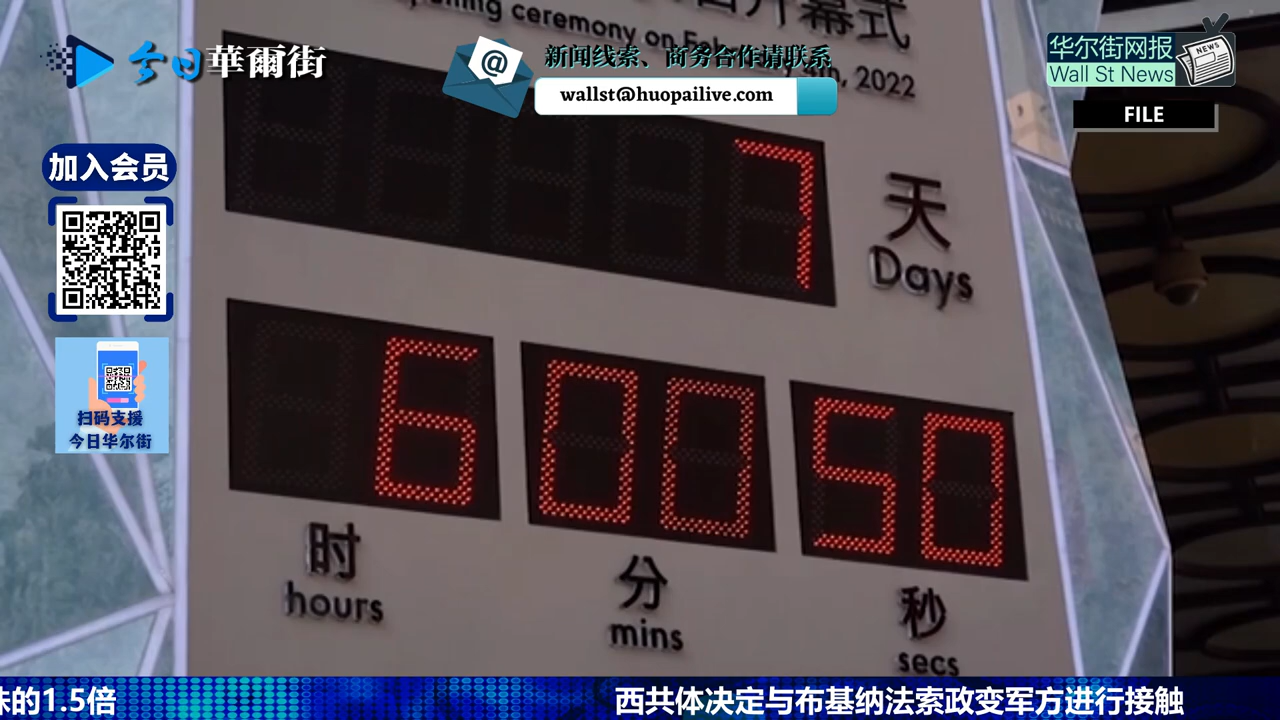 开幕式
ceremony on
4th, 2022
今日華爾街
新闻线索、商务合作请联系
wallst@huopailive.com
华尔街网报
Wall St News
NEWS
FILE
加入会员
扫码支援
今日华尔街
7
天
Days
6 00 50
时 分 秒
hours mins secs
的1.5倍
西共体决定与布基纳法索政变军方进行接触